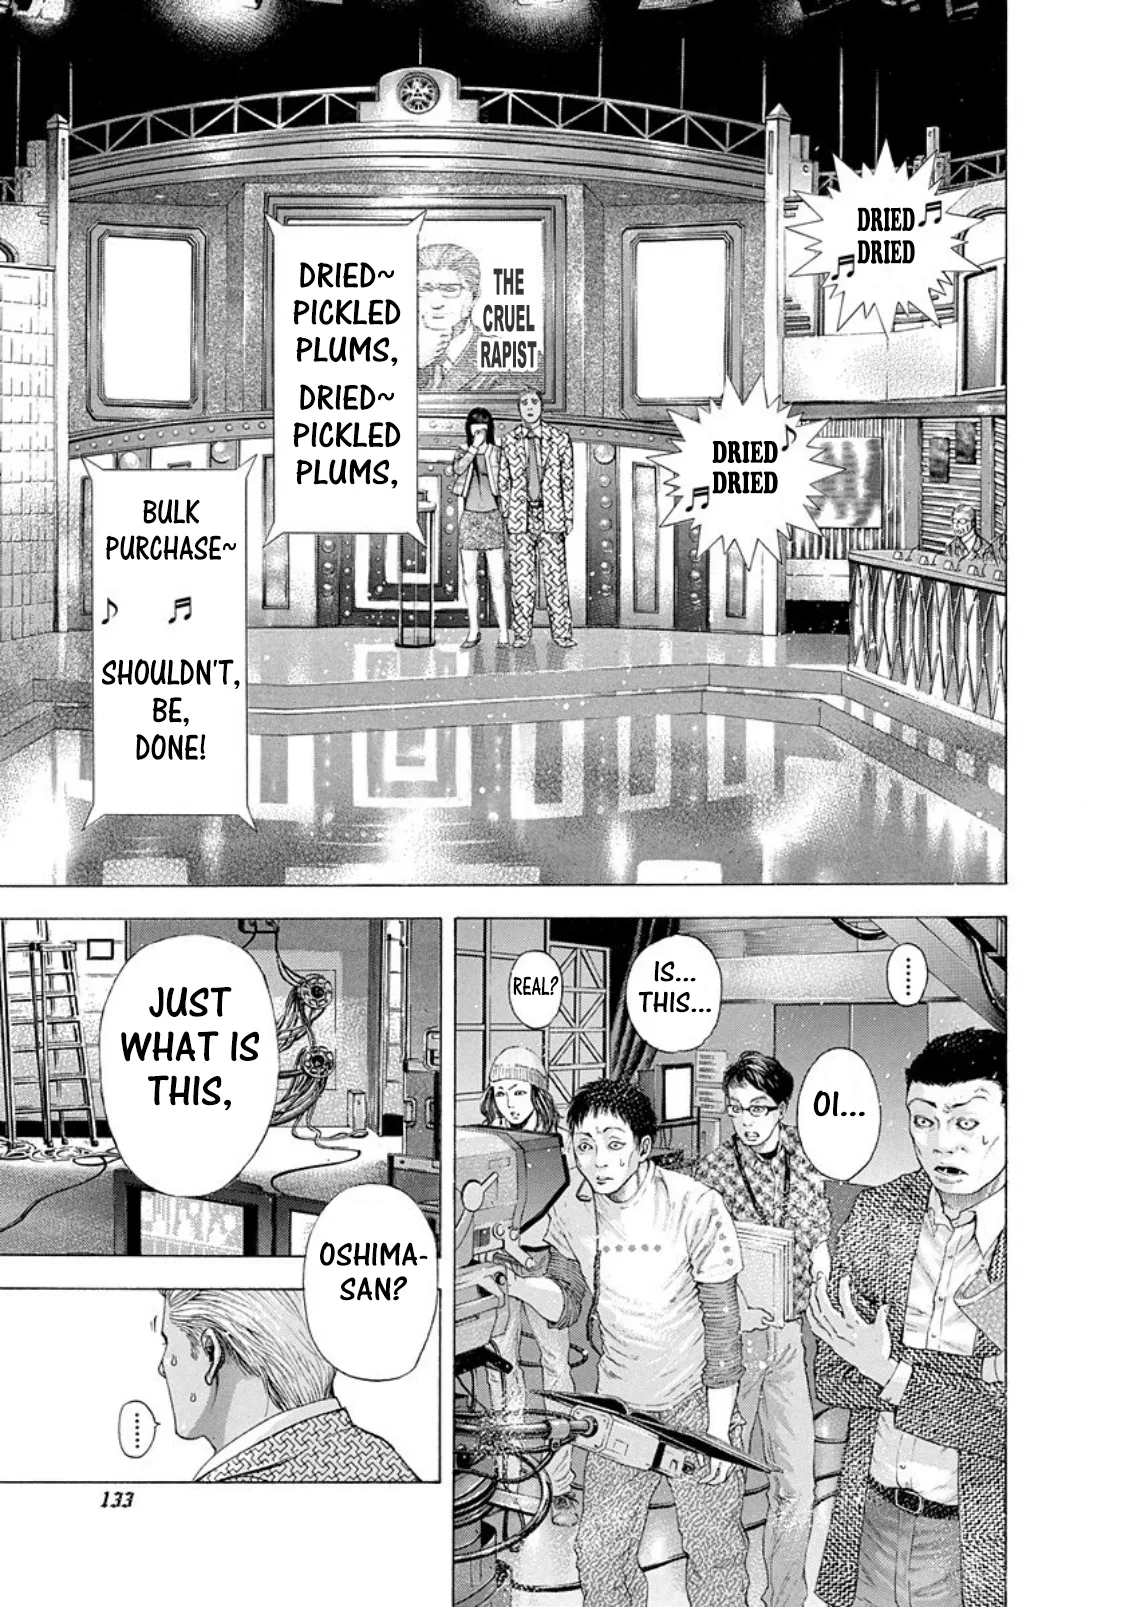 DRIED
DRIED
DRIED
DRIED
THE
CRUEL
RAPIST
DRIED~
PICKLED
PLUMS,
DRIED~
PICKLED
PLUMS,
BULK
PURCHASE~
SHOULDN'T,
BE,
DONE!
......
OI...
IS...
THIS...
REAL?
JUST
WHAT IS
THIS,
OSHIMA-
SAN?
......
133